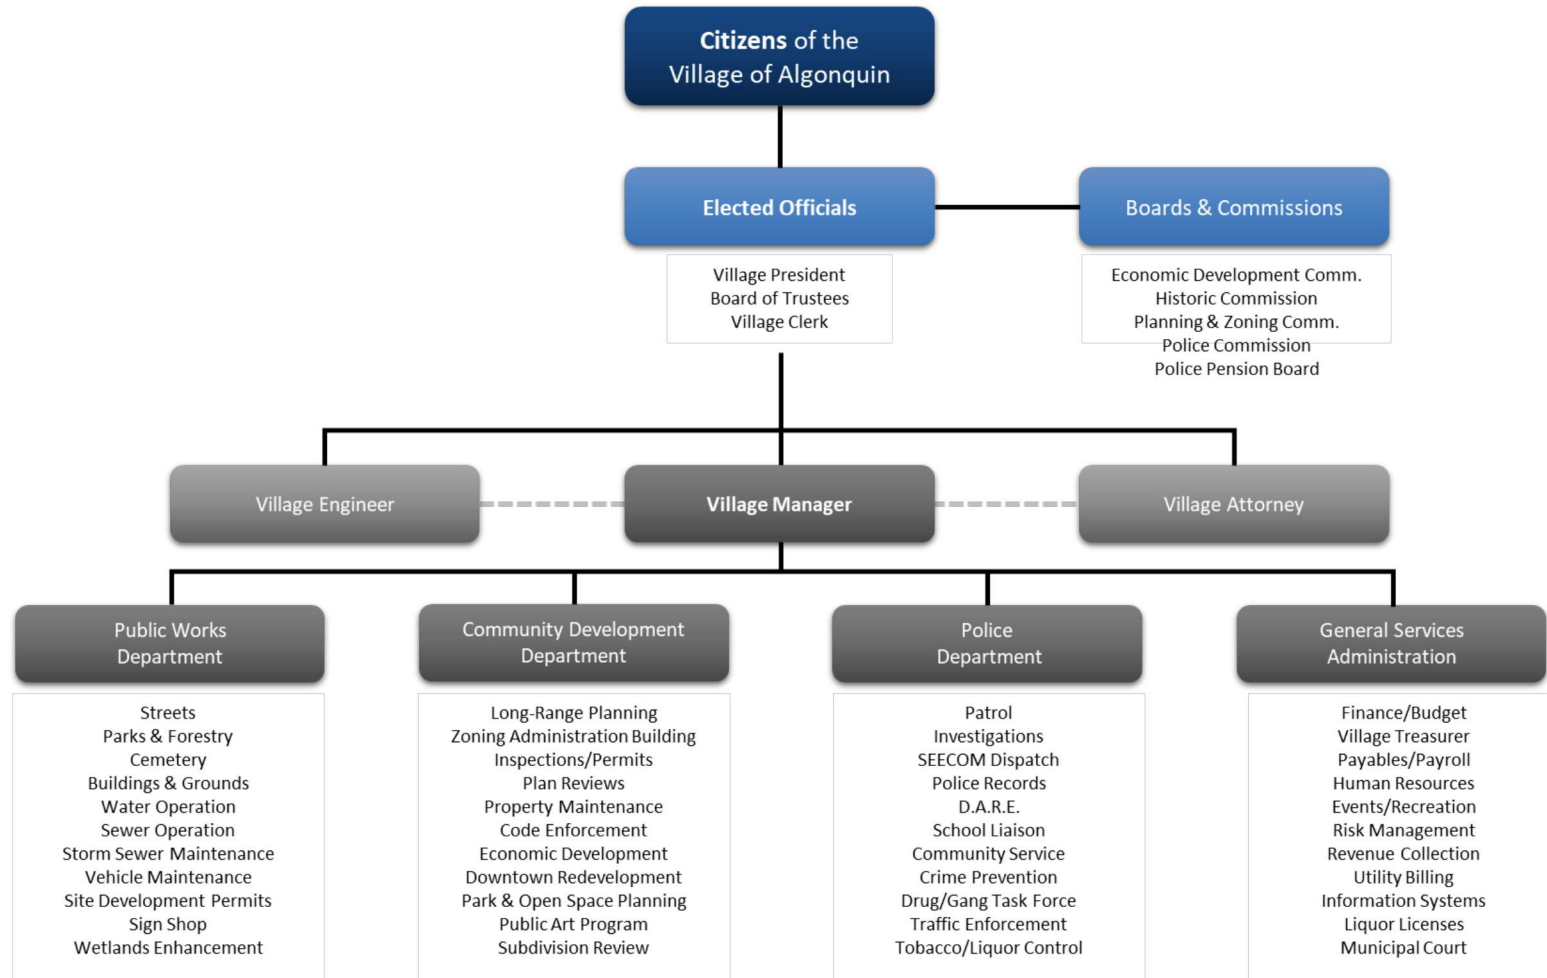 Citizens of the
Village of Algonquin
Elected Officials
Boards & Commissions
Village President
Board of Trustees
Village Clerk
Economic Development Comm.
Historic Commission
Planning & Zoning Comm.
Police Commission
Police Pension Board
Village Engineer
Village Manager
Village Attorney
Public Works
Department
Streets
Parks & Forestry
Cemetery
Buildings & Grounds
Water Operation
Sewer Operation
Storm Sewer Maintenance
Vehicle Maintenance
Site Development Permits
Sign Shop
Wetlands Enhancement
Community Development
Department
Long-Range Planning
Zoning Administration Building
Inspections/Permits
Plan Reviews
Property Maintenance
Code Enforcement
Economic Development
Downtown Redevelopment
Park & Open Space Planning
Public Art Program
Subdivision Review
Police
Department
Patrol
Investigations
SEECOM Dispatch
Police Records
D.A.R.E.
School Liaison
Community Service
Crime Prevention
Drug/Gang Task Force
Traffic Enforcement
Tobacco/Liquor Control
General Services
Administration
Finance/Budget
Village Treasurer
Payables/Payroll
Human Resources
Events/Recreation
Risk Management
Revenue Collection
Utility Billing
Information Systems
Liquor Licenses
Municipal Court